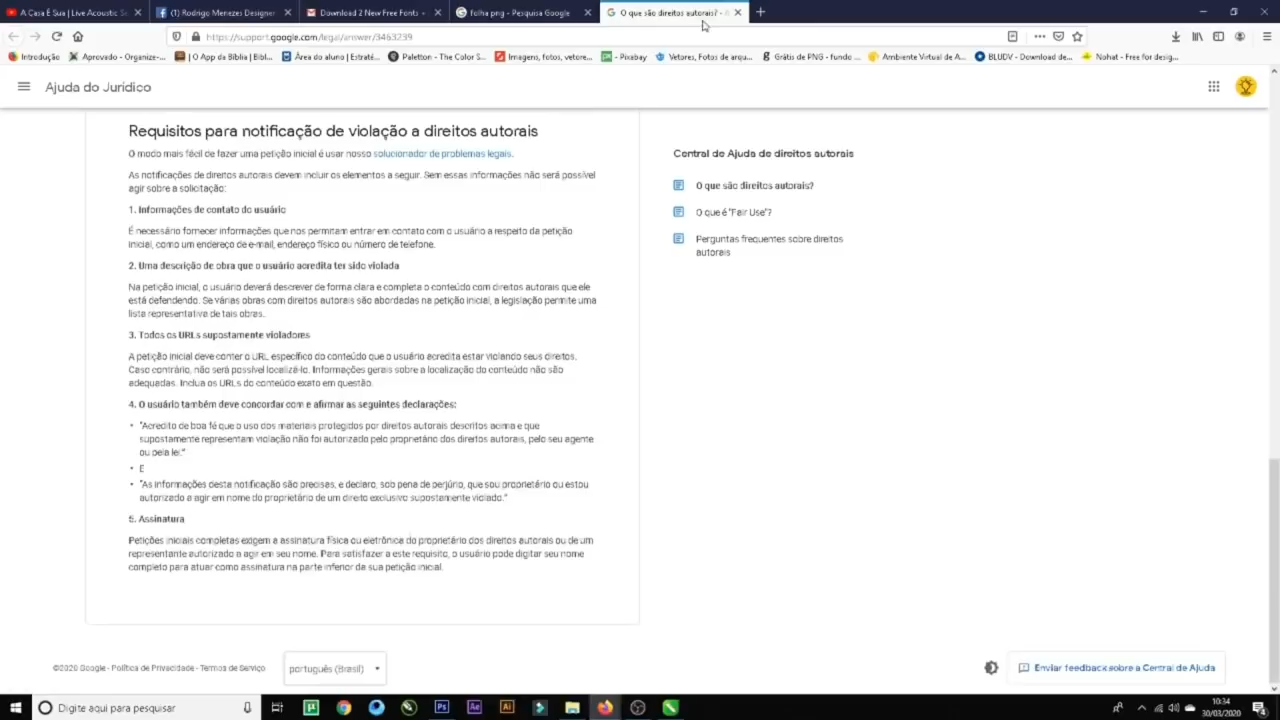 A Casa É Sua | Live Acoustic Se
(1) Rodrigo Menezes Designer
Download 2 New Free Fonts -
folha png - Pesquisa Google
O que são direitos autorais? -
https://support.google.com/legal/answer/3463239
Introdução
Aprovado - Organize-...
O App da Bíblia | Bibl...
Área do aluno | Estraté...
Paletton - The Color S...
Imagens, fotos, vetore...
- Pixabay
Vetores, Fotos de arqu...
Grátis de PNG - fundo ...
Ambiente Virtual de A...
BLUDV - Download de...
Nohat - Free for desig...
Ajuda do Jurídico
Requisitos para notificação de violação a direitos autorais
O modo mais fácil de fazer uma petição inicial é usar nosso solucionador de problemas legais.
As notificações de direitos autorais devem incluir os elementos a seguir. Sem essas informações não será possível
agir sobre a solicitação:
1. Informações de contato do usuário
É necessário fornecer informações que nos permitam entrar em contato com o usuário a respeito da petição
inicial, como um endereço de e-mail, endereço físico ou número de telefone.
2. Uma descrição de obra que o usuário acredita ter sido violada
Na petição inicial, o usuário deverá descrever de forma clara e completa o conteúdo com direitos autorais que ele
está defendendo. Se várias obras com direitos autorais são abordadas na petição inicial, a legislação permite uma
lista representativa de tais obras.
3. Todos os URLs supostamente violadores
A petição inicial deve conter o URL específico do conteúdo que o usuário acredita estar violando seus direitos.
Caso contrário, não será possível localizá-lo. Informações gerais sobre a localização do conteúdo não são
adequadas. Inclua os URLs do conteúdo exato em questão.
4. O usuário também deve concordar com e afirmar as seguintes declarações:
"Acredito de boa fé que o uso dos materiais protegidos por direitos autorais descritos acima e que
supostamente representam violação não foi autorizado pelo proprietário dos direitos autorais, pelo seu agente
ou pela lei."
E
"As informações desta notificação são precisas, e declaro, sob pena de perjúrio, que sou proprietário ou estou
autorizado a agir em nome do proprietário de um direito exclusivo supostamente violado."
5. Assinatura
Petições iniciais completas exigem a assinatura física ou eletrônica do proprietário dos direitos autorais ou de um
representante autorizado a agir em seu nome. Para satisfazer a este requisito, o usuário pode digitar seu nome
completo para atuar como assinatura na parte inferior da sua petição inicial.
Central de Ajuda de direitos autorais
O que são direitos autorais?
O que é "Fair Use"?
Perguntas frequentes sobre direitos
autorais
©2020 Google - Política de Privacidade - Termos de Serviço
português (Brasil)
Enviar feedback sobre a Central de Ajuda
Digite aqui para pesquisar
Ps
Ae
Ai
10:34
30/03/2020